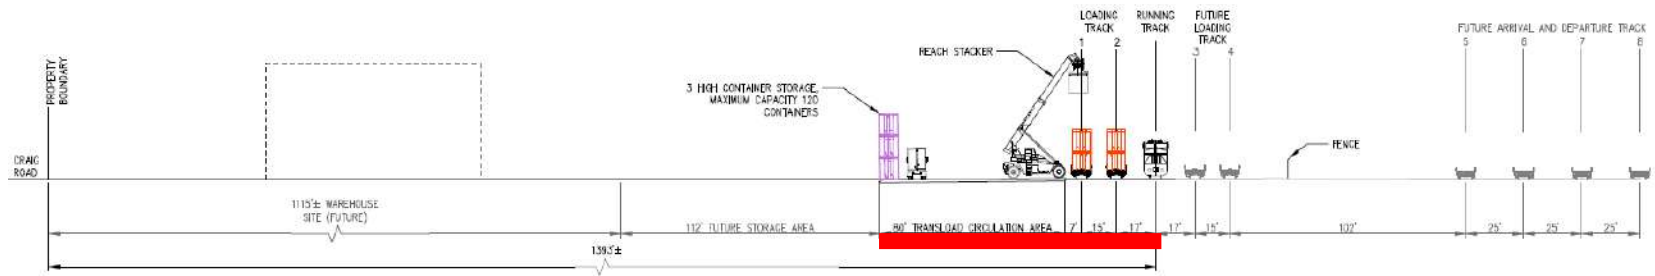 LOADING
TRACK
1 2
RUNNING
TRACK
FUTURE
LOADING
TRACK
3 4
FUTURE ARRIVAL AND DEPARTURE TRACK
5 6 7 8
PROPERTY
BOUNDARY
REACH STACKER
3 HIGH CONTAINER STORAGE,
MAXIMUM CAPACITY 120
CONTAINERS
FENCE
CRAIG
ROAD
1115'± WAREHOUSE
SITE (FUTURE)
112' FUTURE STORAGE AREA
80' TRANSLOAD CIRCULATION AREA
7' 15' 17' 17' 15' 102' 25' 25' 25'
1393'±